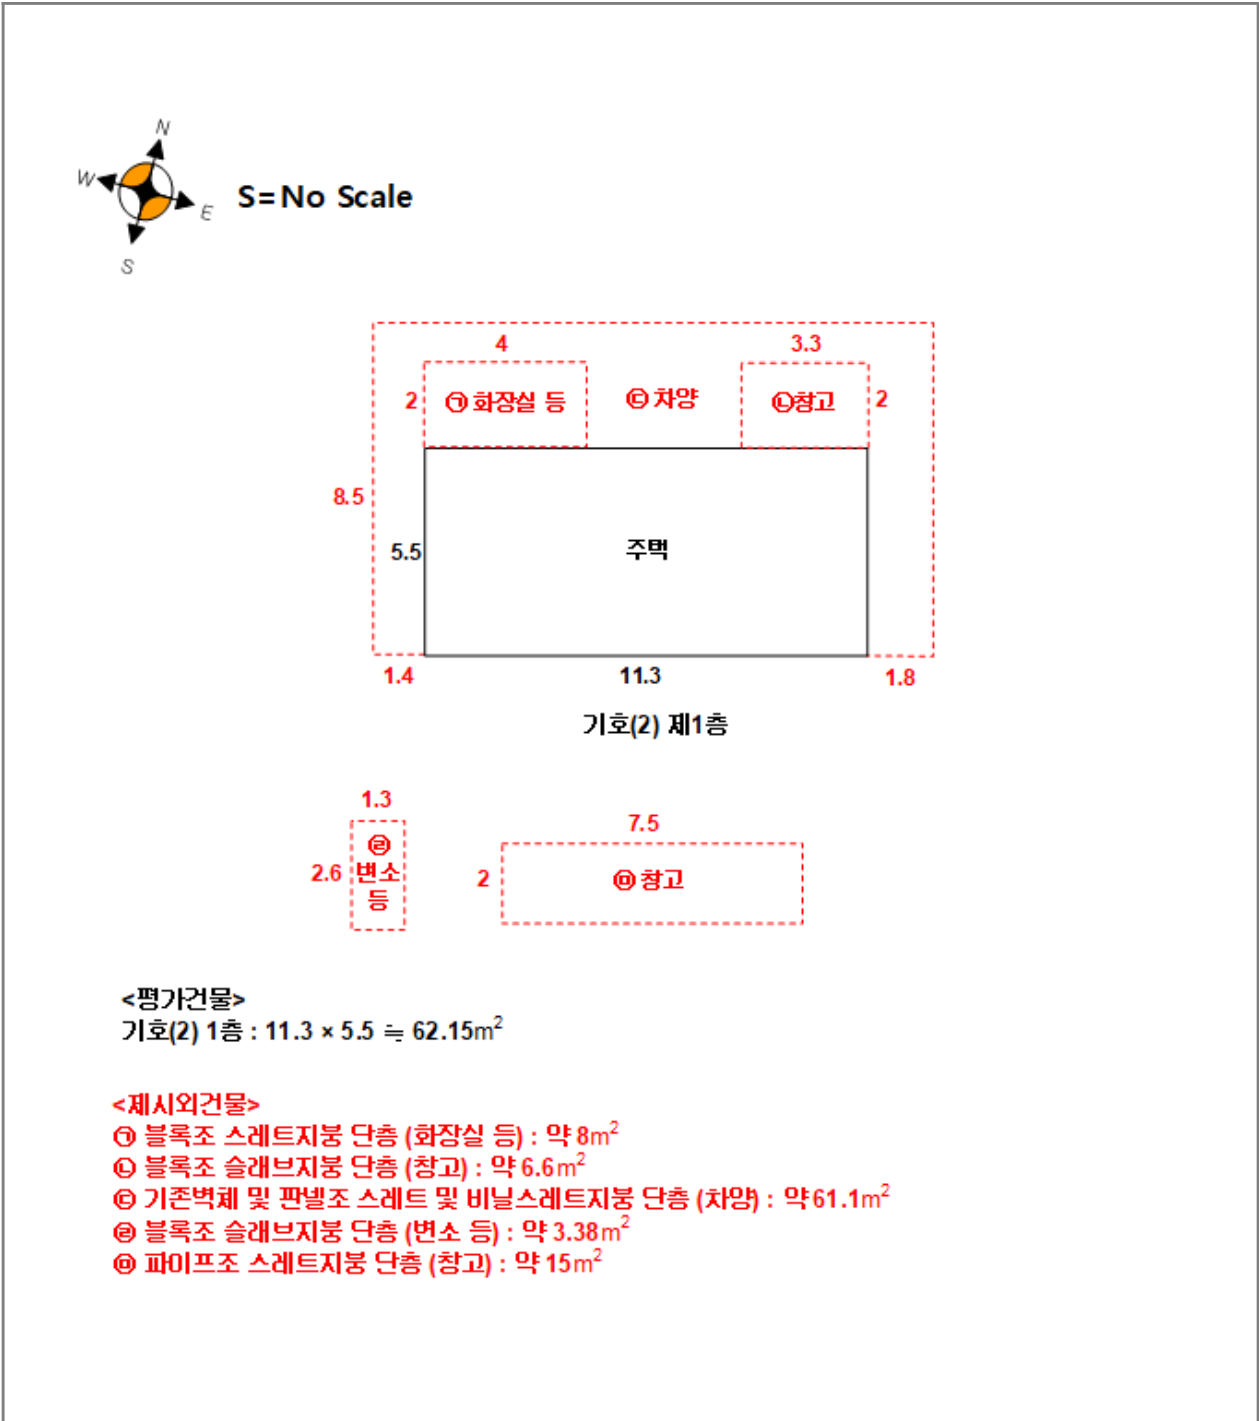 N
W
E
S
S=No Scale
4
3.3
2
㉠ 화장실 등
㉢ 차양
㉡창고
2
8.5
5.5
주택
1.4
11.3
1.8
기호(2) 제1층
1.3
7.5
2.6
㉣
변소
등
2
㉤ 창고
<평가건물>
기호(2) 1층 : 11.3 × 5.5 ≒ 62.15m²
<제시외건물>
㉠ 블록조 스레트지붕 단층 (화장실 등) : 약 8m²
㉡ 블록조 슬래브지붕 단층 (창고) : 약 6.6m²
㉢ 기존벽체 및 판넬조 스레트 및 비닐스레트지붕 단층 (차양) : 약 61.1m²
㉣ 블록조 슬래브지붕 단층 (변소 등) : 약 3.38m²
㉤ 파이프조 스레트지붕 단층 (창고) : 약 15m²